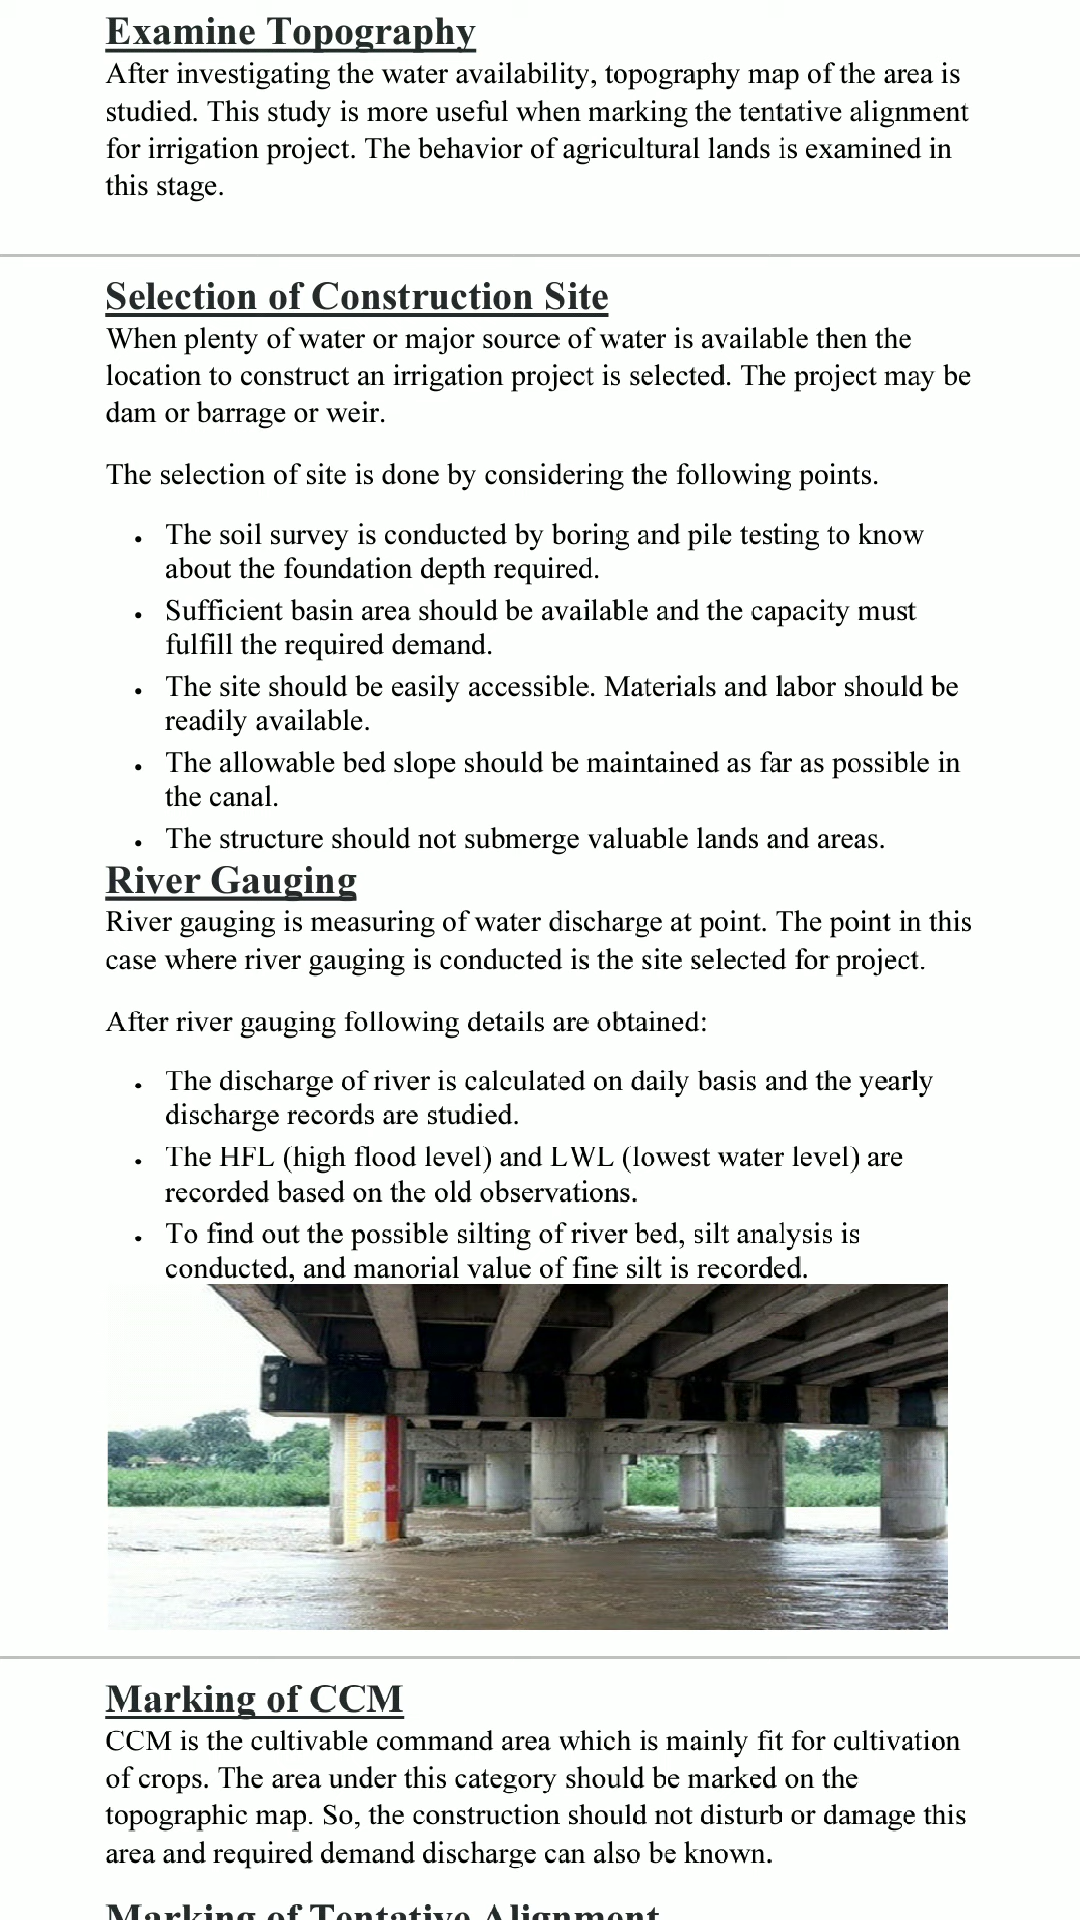 Examine Topography
After investigating the water availability, topography map of the area is
studied. This study is more useful when marking the tentative alignment
for irrigation project. The behavior of agricultural lands is examined in
this stage.
Selection of Construction Site
When plenty of water or major source of water is available then the
location to construct an irrigation project is selected. The project may be
dam or barrage or weir.
The selection of site is done by considering the following points.
• The soil survey is conducted by boring and pile testing to know
about the foundation depth required.
• Sufficient basin area should be available and the capacity must
fulfill the required demand.
• The site should be easily accessible. Materials and labor should be
readily available.
• The allowable bed slope should be maintained as far as possible in
the canal.
• The structure should not submerge valuable lands and areas.
River Gauging
River gauging is measuring of water discharge at point. The point in this
case where river gauging is conducted is the site selected for project.
After river gauging following details are obtained:
• The discharge of river is calculated on daily basis and the yearly
discharge records are studied.
• The HFL (high flood level) and LWL (lowest water level) are
recorded based on the old observations.
• To find out the possible silting of river bed, silt analysis is
conducted, and manorial value of fine silt is recorded.
Marking of CCM
CCM is the cultivable command area which is mainly fit for cultivation
of crops. The area under this category should be marked on the
topographic map. So, the construction should not disturb or damage this
area and required demand discharge can also be known.
Marking of Tentative Alignment